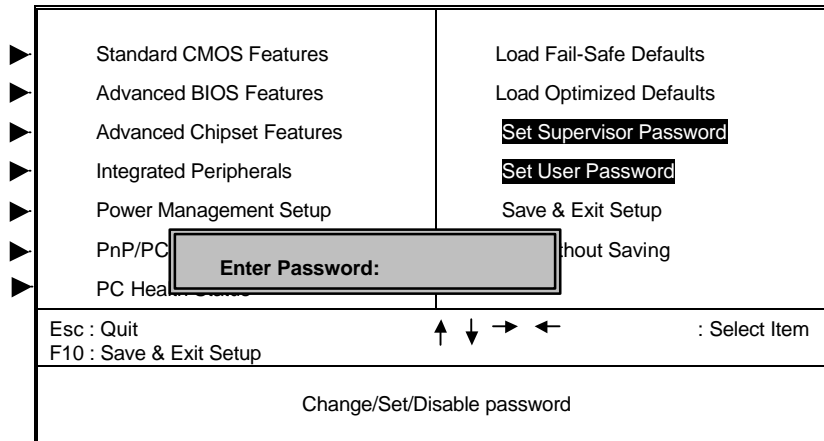 Standard CMOS Features
Advanced BIOS Features
Advanced Chipset Features
Integrated Peripherals
Power Management Setup
PnP/PC
PC Health Status
Load Fail-Safe Defaults
Load Optimized Defaults
Set Supervisor Password
Set User Password
Save & Exit Setup
thout Saving
Enter Password:
Esc : Quit
F10 : Save & Exit Setup
↑ ↓ → ← : Select Item
Change/Set/Disable password